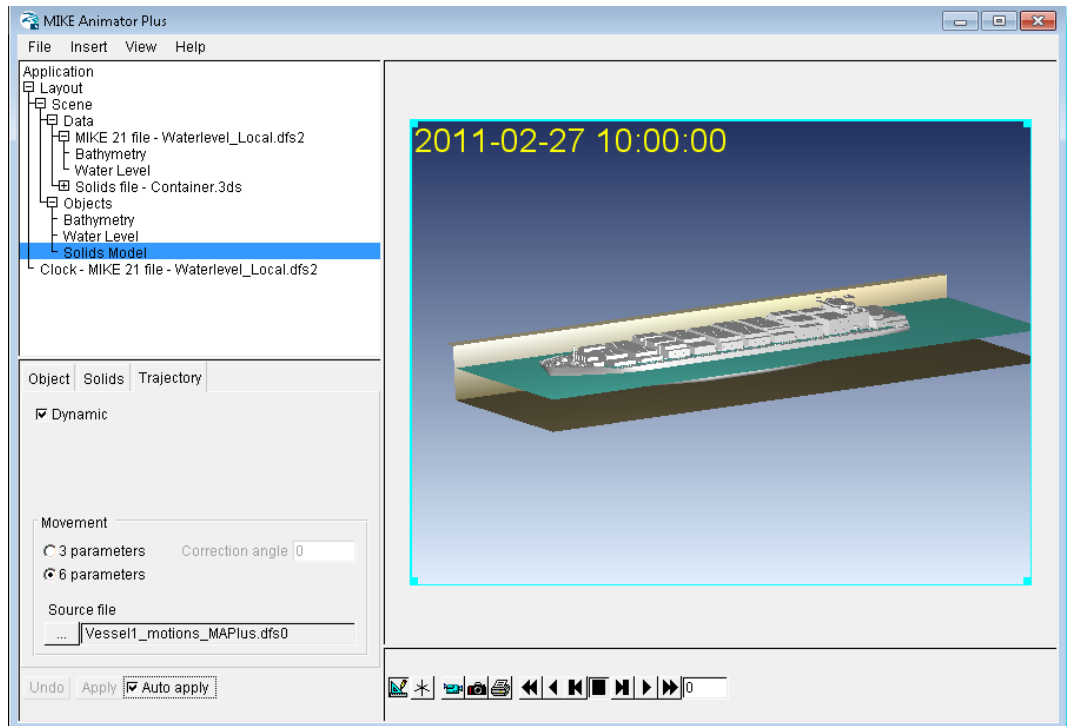 MIKE Animator Plus
File Insert View Help
Application
Layout
Scene
Data
MIKE 21 file - Waterlevel_Local.dfs2
Bathymetry
Water Level
Solids file - Container.3ds
Objects
Bathymetry
Water Level
Solids Model
Clock - MIKE 21 file - Waterlevel_Local.dfs2
2011-02-27 10:00:00
Object Solids Trajectory
Dynamic
Movement
3 parameters Correction angle 0
6 parameters
Source file
... Vessel1_motions_MAPlus.dfs0
Undo Apply Auto apply
0